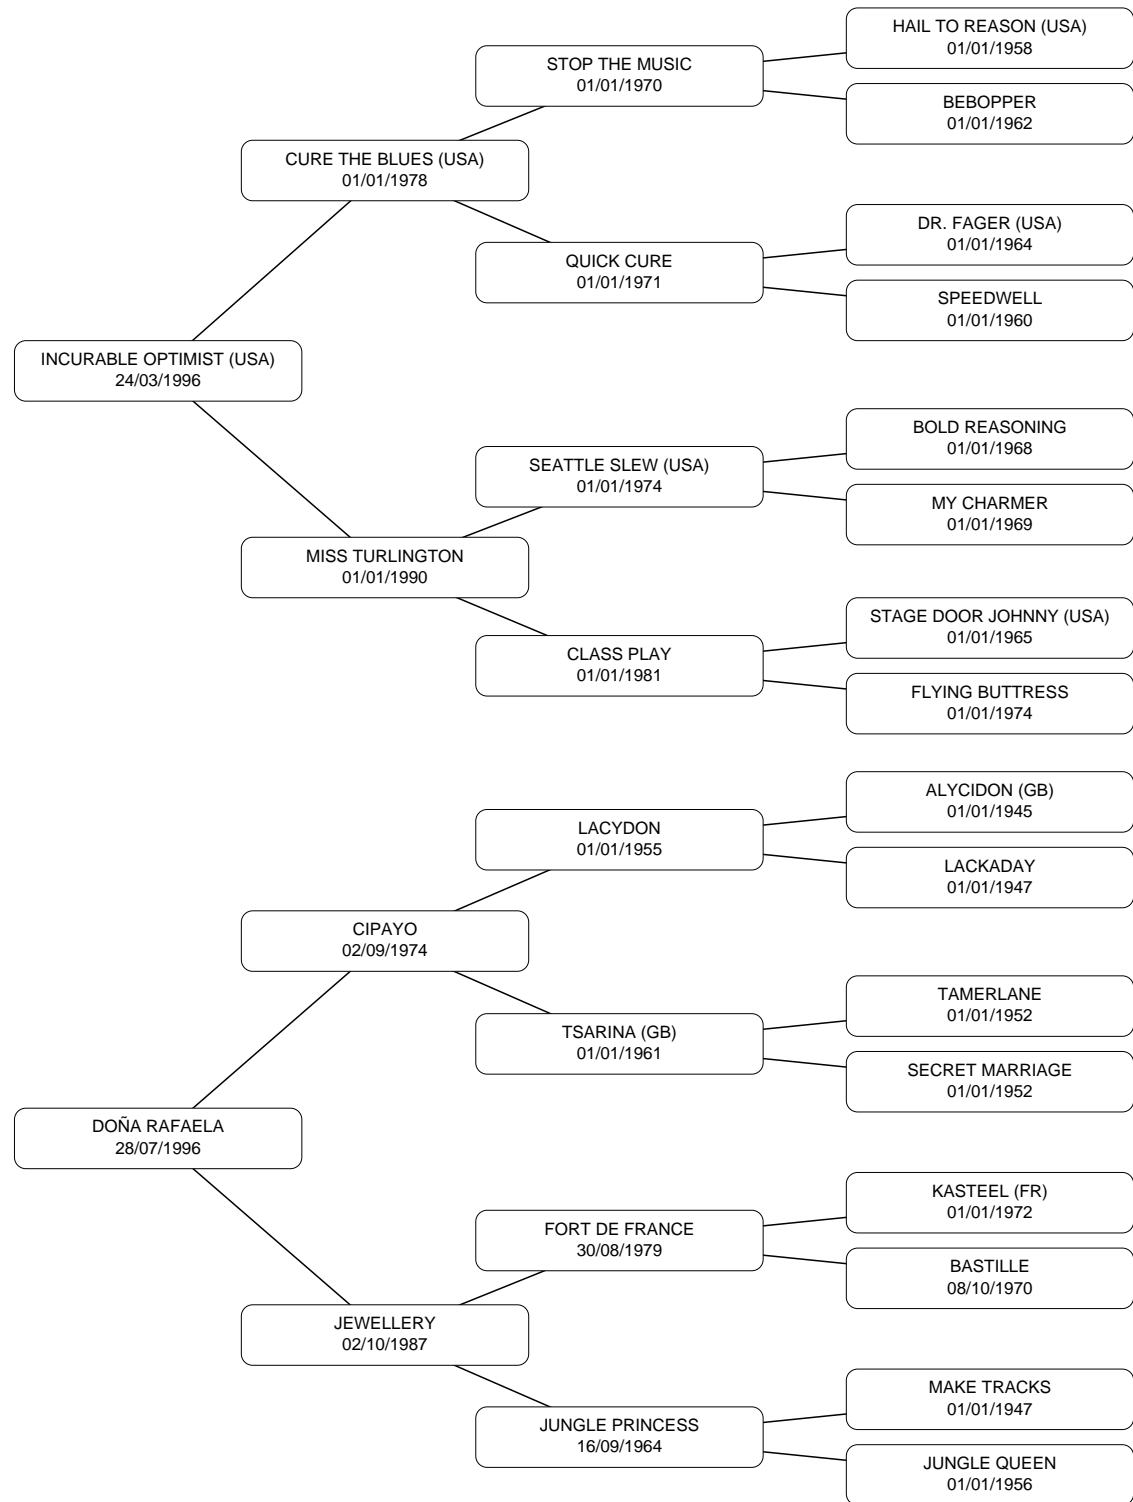 HAIL TO REASON (USA)
01/01/1958
STOP THE MUSIC
01/01/1970
BEBOPPER
01/01/1962
CURE THE BLUES (USA)
01/01/1978
DR. FAGER (USA)
01/01/1964
QUICK CURE
01/01/1971
SPEEDWELL
01/01/1960
INCURABLE OPTIMIST (USA)
24/03/1996
BOLD REASONING
01/01/1968
SEATTLE SLEW (USA)
01/01/1974
MY CHARMER
01/01/1969
MISS TURLINGTON
01/01/1990
STAGE DOOR JOHNNY (USA)
01/01/1965
CLASS PLAY
01/01/1981
FLYING BUTTRESS
01/01/1974
ALYCIDON (GB)
01/01/1945
LACYDON
01/01/1955
LACKADAY
01/01/1947
CIPAYO
02/09/1974
TAMERLANE
01/01/1952
TSARINA (GB)
01/01/1961
SECRET MARRIAGE
01/01/1952
DOÑA RAFAELA
28/07/1996
KASTEEL (FR)
01/01/1972
FORT DE FRANCE
30/08/1979
BASTILLE
08/10/1970
JEWELLERY
02/10/1987
MAKE TRACKS
01/01/1947
JUNGLE PRINCESS
16/09/1964
JUNGLE QUEEN
01/01/1956